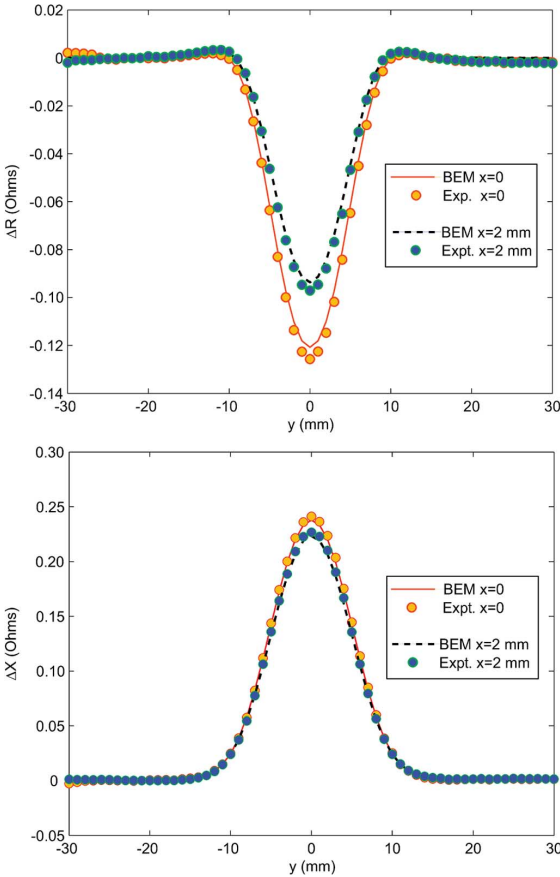 0
-0.02
-0.04
-0.06
-0.08
-0.10
-0.12
-0.14
ΔR (Ohms)
BEM x=0
Exp. x=0
BEM x=2 mm
Expt. x=2 mm
-30 -20 -10 0 10 20 30
y (mm)
0.30
0.25
0.20
0.15
0.10
0.05
0
-0.05
ΔX (Ohms)
BEM x=0
Expt. x=0
BEM x=2 mm
Expt. x=2 mm
-30 -20 -10 0 10 20 30
y (mm)